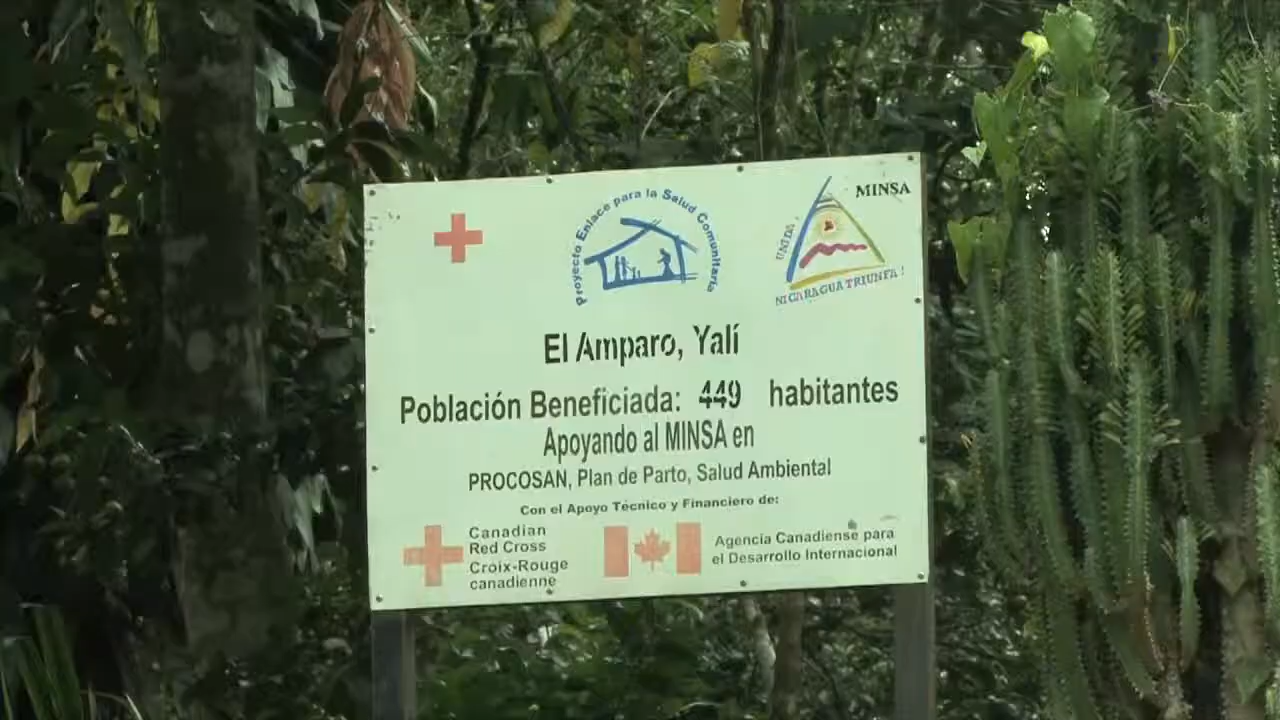 Proyecto Enlace para la Salud Comunitaria
MINSA
UNIDA
NICARAGUA TRIUNFA!
El Amparo, Yalí
Población Beneficiada: 449 habitantes
Apoyando al MINSA en
PROCOSAN, Plan de Parto, Salud Ambiental
Con el Apoyo Técnico y Financiero de:
Canadian
Red Cross
Croix-Rouge
canadienne
Agencia Canadiense para
el Desarrollo Internacional